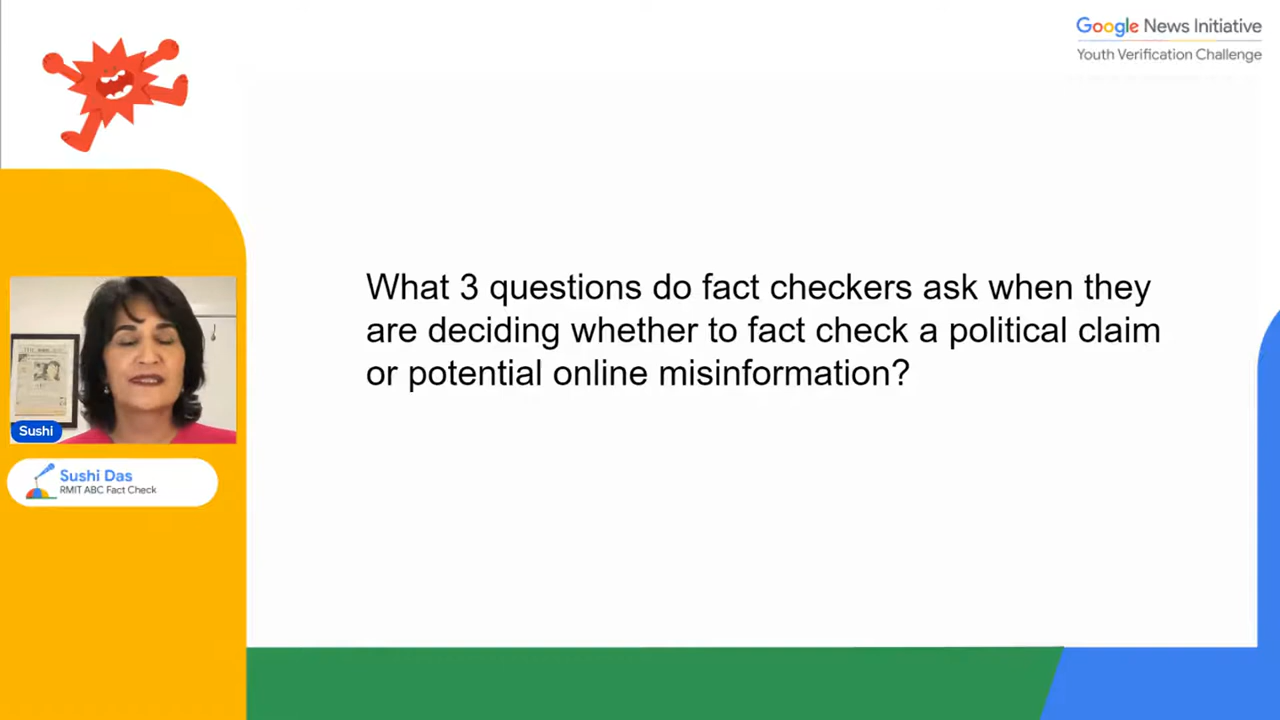 Google News Initiative
Youth Verification Challenge
What 3 questions do fact checkers ask when they
are deciding whether to fact check a political claim
or potential online misinformation?
Sushi
Sushi Das
RMIT ABC Fact Check